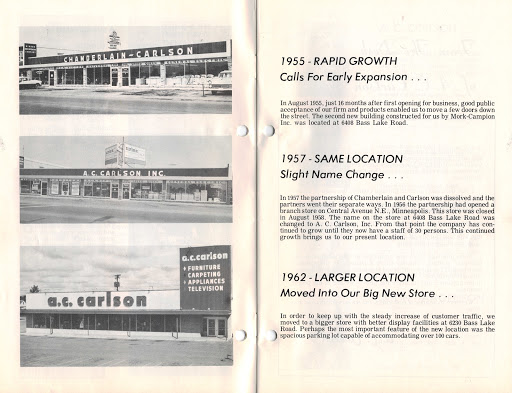 CHAMBERLAIN-CARLSON
A.C. CARLSON INC.
a.c.carlson
FURNITURE
CARPETING
APPLIANCES
TELEVISION
a.c. carlson
1955 - RAPID GROWTH
Calls For Early Expansion . . .
In August 1955, just 16 months after first opening for business, good public
acceptance of our firm and products enabled us to move a few doors down
the street. The second new building constructed for us by Mork-Campion
Inc. was located at 6408 Bass Lake Road.
1957 - SAME LOCATION
Slight Name Change . . .
In 1957 the partnership of Chamberlain and Carlson was dissolved and the
partners went their separate ways. In 1956 the partnership had opened a
branch store on Central Avenue N.E., Minneapolis. This store was closed
in August 1958. The name on the store at 6408 Bass Lake Road was
changed to A. C. Carlson, Inc. From that point the company has con-
tinued to grow until they now have a staff of 30 persons. This continued
growth brings us to our present location.
1962 - LARGER LOCATION
Moved Into Our Big New Store . . .
In order to keep up with the steady increase of customer traffic, we
moved to a bigger store with better display facilities at 6230 Bass Lake
Road. Perhaps the most important feature of the new location was the
spacious parking lot capable of accommodating over 100 cars.